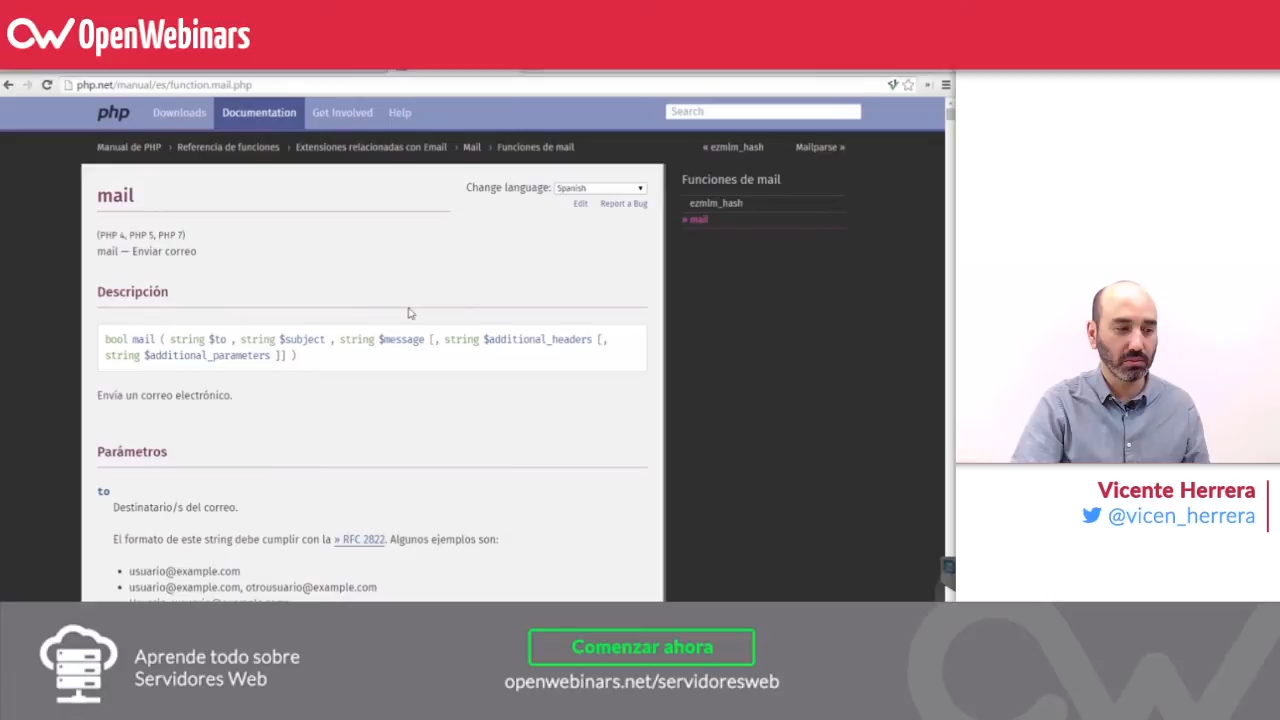 OpenWebinars
php.net/manual/es/function.mail.php
php Downloads Documentation Get Involved Help Search
Manual de PHP › Referencia de funciones › Extensiones relacionadas con Email › Mail › Funciones de mail « ezmlm_hash Mailparse »
mail
Change language: Spanish
Edit Report a Bug
(PHP 4, PHP 5, PHP 7)
mail — Enviar correo
Descripción
bool mail ( string $to , string $subject , string $message [, string $additional_headers [,
string $additional_parameters ]] )
Envía un correo electrónico.
Parámetros
to
Destinatario/s del correo.
El formato de este string debe cumplir con la » RFC 2822. Algunos ejemplos son:
• usuario@example.com
• usuario@example.com, otrousuario@example.com
Funciones de mail
ezmlm_hash
» mail
Vicente Herrera
@vicen_herrera
Aprende todo sobre
Servidores Web
Comenzar ahora
openwebinars.net/servidoresweb